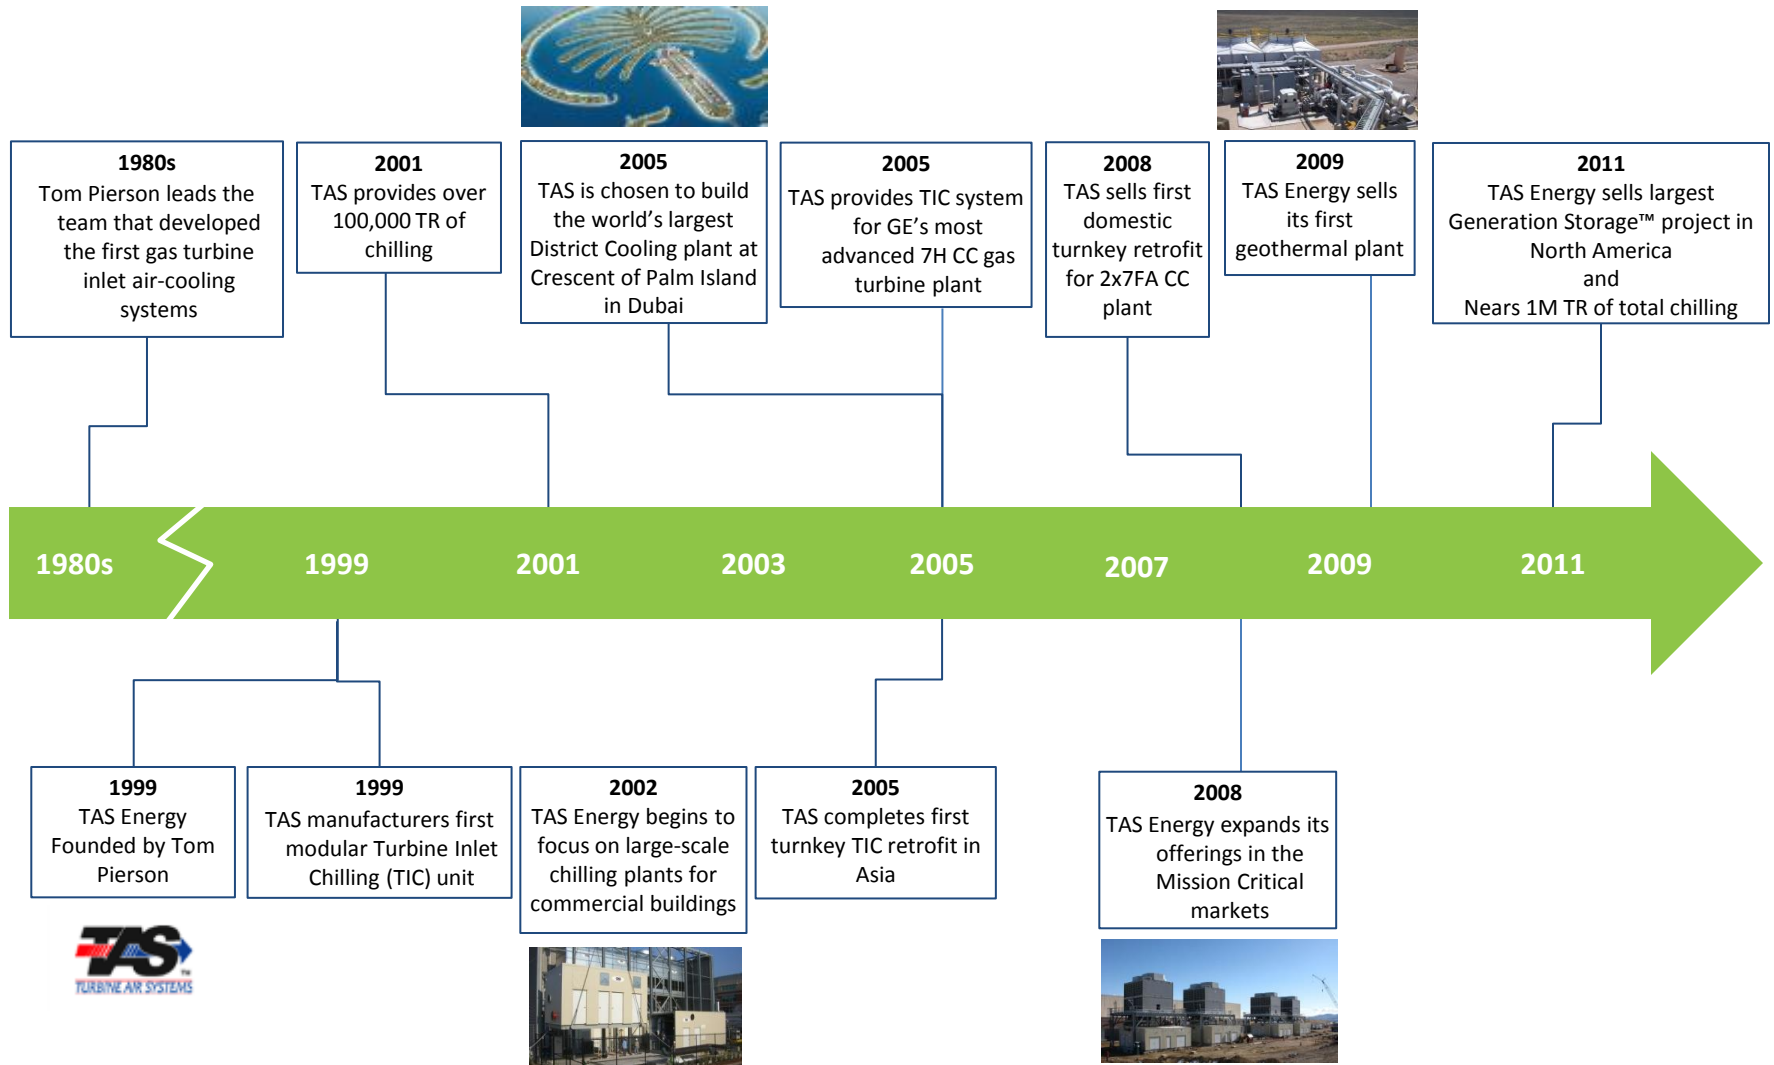 1980s
Tom Pierson leads the
team that developed
the first gas turbine
inlet air-cooling
systems
2001
TAS provides over
100,000 TR of
chilling
2005
TAS is chosen to build
the world’s largest
District Cooling plant at
Crescent of Palm Island
in Dubai
2005
TAS provides TIC system
for GE’s most
advanced 7H CC gas
turbine plant
2008
TAS sells first
domestic
turnkey retrofit
for 2x7FA CC
plant
2009
TAS Energy sells
its first
geothermal plant
2011
TAS Energy sells largest
Generation Storage™ project in
North America
and
Nears 1M TR of total chilling
1980s
1999
2001
2003
2005
2007
2009
2011
1999
TAS Energy
Founded by Tom
Pierson
1999
TAS manufacturers first
modular Turbine Inlet
Chilling (TIC) unit
2002
TAS Energy begins to
focus on large-scale
chilling plants for
commercial buildings
2005
TAS completes first
turnkey TIC retrofit in
Asia
2008
TAS Energy expands its
offerings in the
Mission Critical
markets
TAS™
TURBINE AIR SYSTEMS